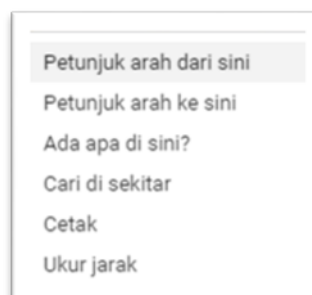 Petunjuk arah dari sini
Petunjuk arah ke sini
Ada apa di sini?
Cari di sekitar
Cetak
Ukur jarak